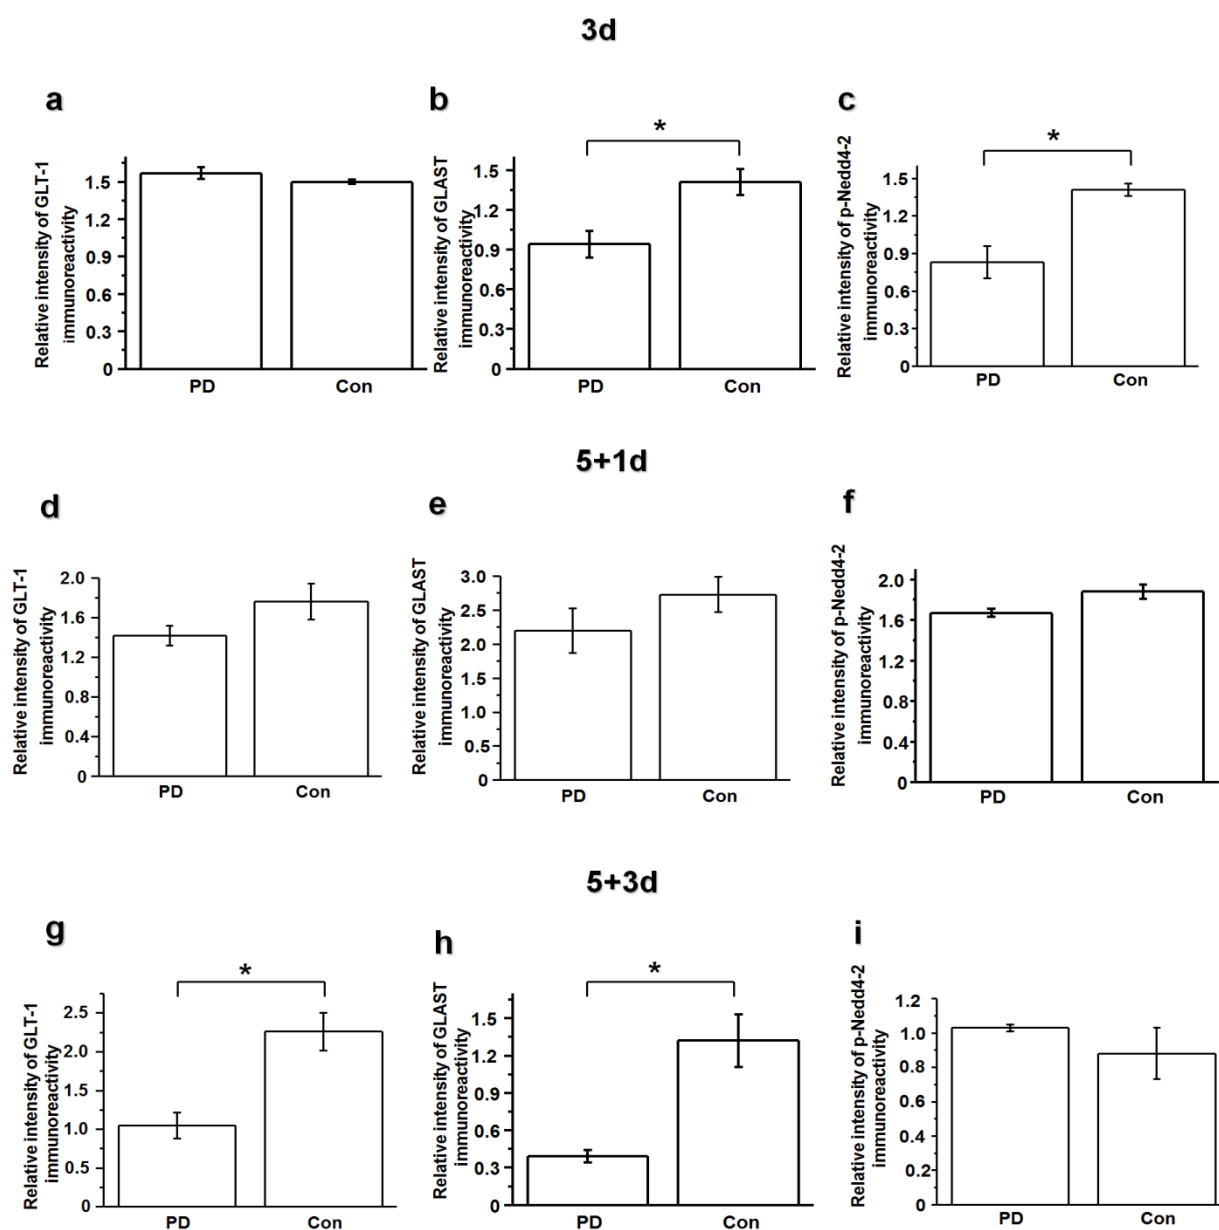 3d
a
Relative intensity of GLT-1
immunoreactivity
1.5
1.2
0.9
0.6
0.3
0
PD Con
b
*
Relative intensity of GLAST
immunoreactivity
1.5
1.2
0.9
0.6
0.3
0
PD Con
c
*
Relative intensity of p-Nedd4-2
immunoreactivity
1.5
1.2
0.9
0.6
0.3
0
PD Con
5+1d
d
Relative intensity of GLT-1
immunoreactivity
2.0
1.6
1.2
0.8
0.4
0
PD Con
e
Relative intensity of GLAST
immunoreactivity
3.0
2.5
2.0
1.5
1.0
0.5
0
PD Con
f
Relative intensity of p-Nedd4-2
immunoreactivity
2.0
1.6
1.2
0.8
0.4
0
PD Con
5+3d
g
*
Relative intensity of GLT-1
immunoreactivity
2.5
2.0
1.5
1.0
0.5
0
PD Con
h
*
Relative intensity of GLAST
immunoreactivity
1.5
1.2
0.9
0.6
0.3
0
PD Con
i
Relative intensity of p-Nedd4-2
immunoreactivity
1.2
1.0
0.8
0.6
0.4
0.2
0
PD Con